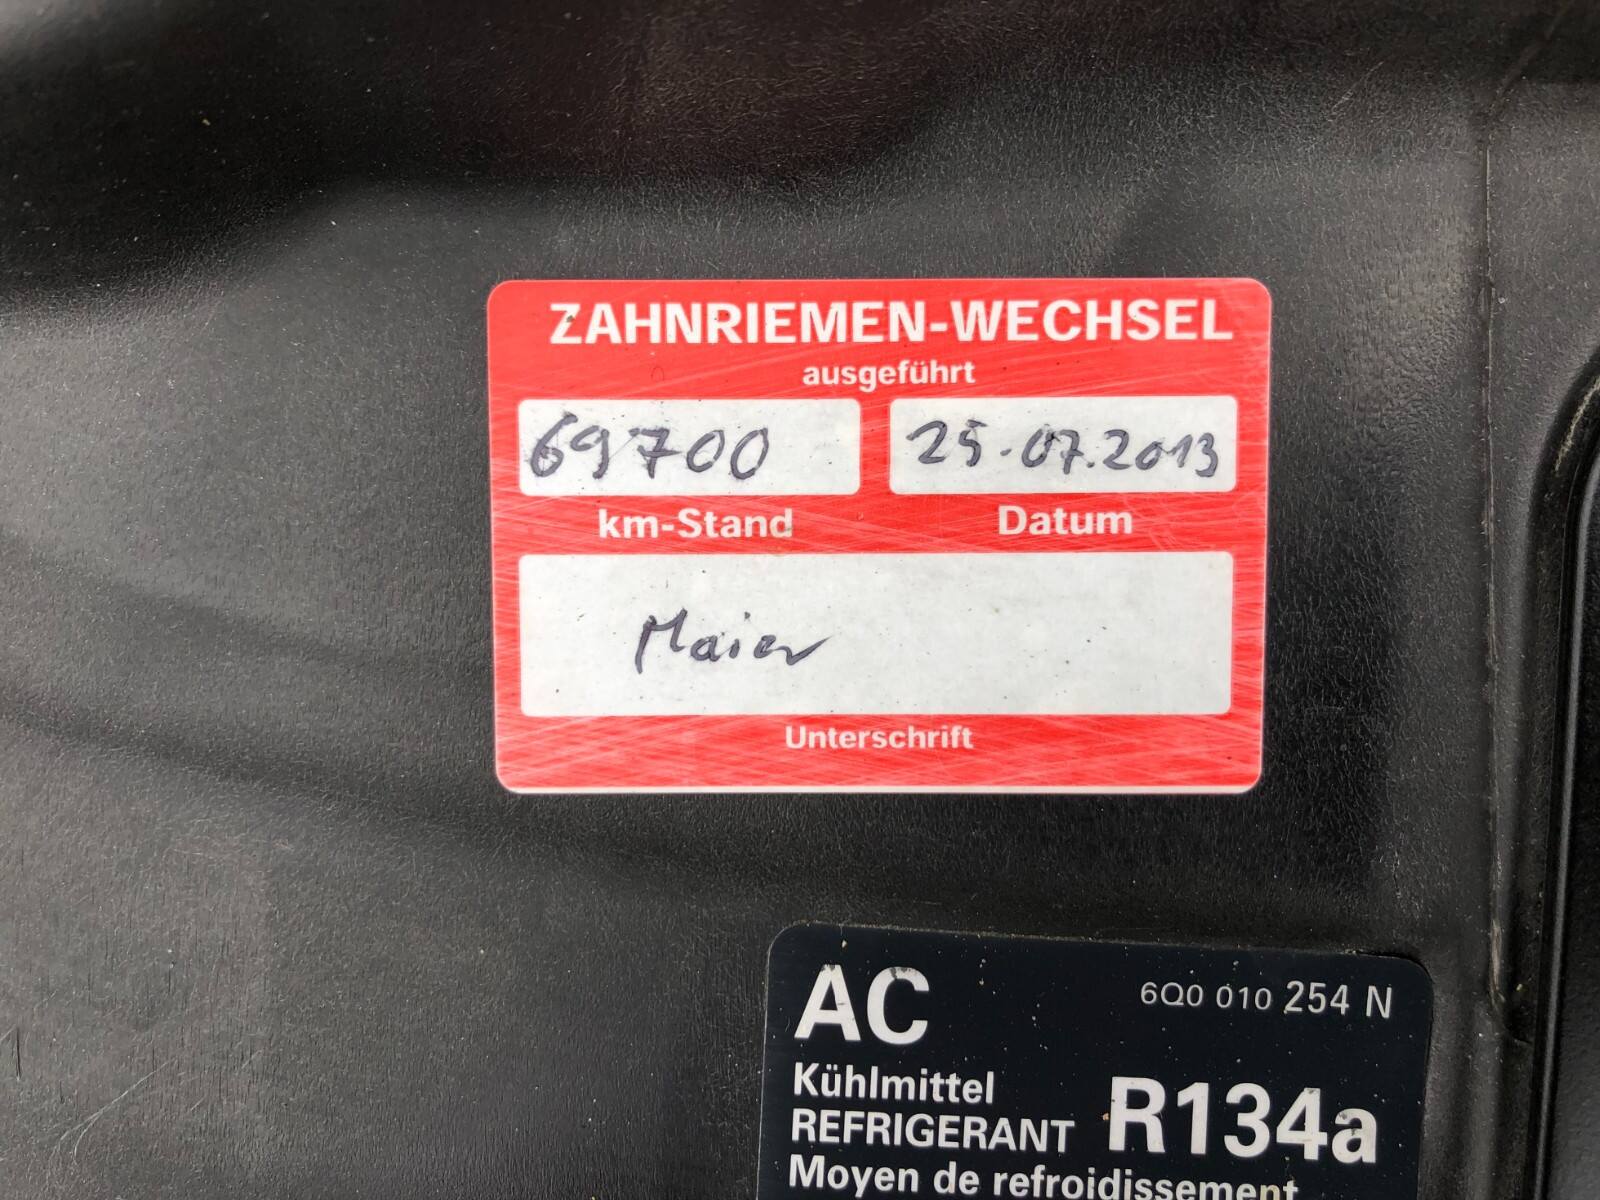 ZAHNRIEMEN-WECHSEL
ausgeführt
69700 25.07.2013
km-Stand Datum
Maier
Unterschrift
AC 6Q0 010 254 N
Kühlmittel
REFRIGERANT R134a
Moyen de refroidissement